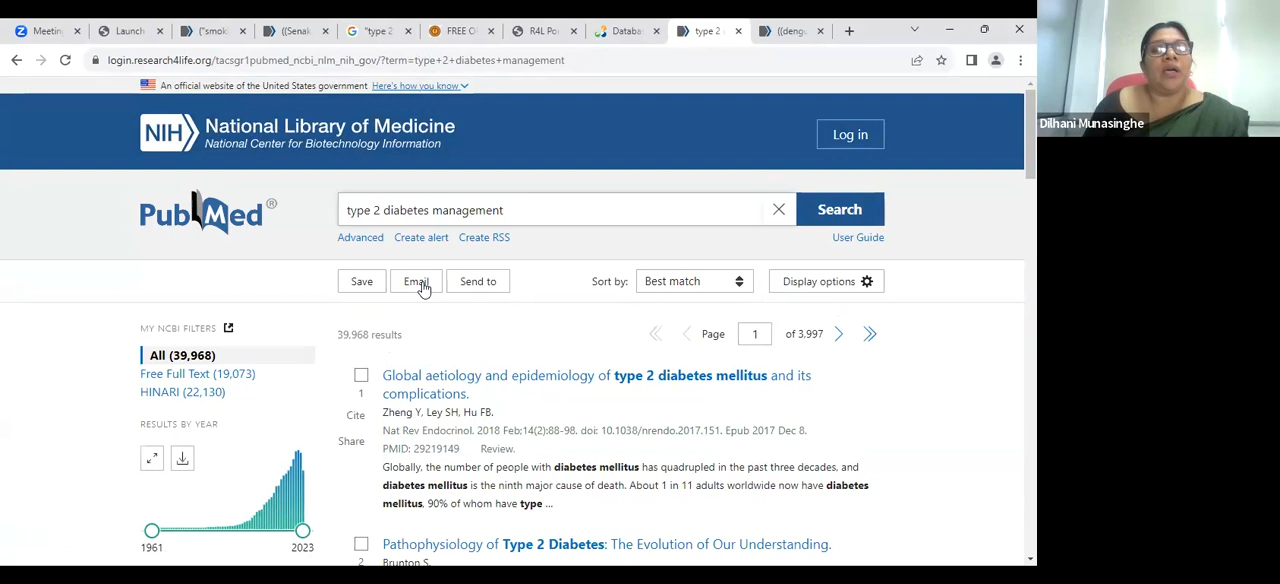 Meetin
Launch
("smok
((Senak
"type 2
FREE O
R4L Po
Databa
type 2
((dengu
login.research4life.org/tacsgr1pubmed_ncbi_nlm_nih_gov/?term=type+2+diabetes+management
An official website of the United States government Here's how you know
NIH National Library of Medicine
National Center for Biotechnology Information
Log in
Dilhani Munasinghe
PubMed®
type 2 diabetes management
Search
Advanced Create alert Create RSS User Guide
Save Email Send to Sort by: Best match Display options
MY NCBI FILTERS
39,968 results
Page 1 of 3,997
All (39,968)
Free Full Text (19,073)
HINARI (22,130)
RESULTS BY YEAR
1961 2023
1
Cite
Share
Global aetiology and epidemiology of type 2 diabetes mellitus and its
complications.
Zheng Y, Ley SH, Hu FB.
Nat Rev Endocrinol. 2018 Feb;14(2):88-98. doi: 10.1038/nrendo.2017.151. Epub 2017 Dec 8.
PMID: 29219149 Review.
Globally, the number of people with diabetes mellitus has quadrupled in the past three decades, and
diabetes mellitus is the ninth major cause of death. About 1 in 11 adults worldwide now have diabetes
mellitus, 90% of whom have type ...
2
Pathophysiology of Type 2 Diabetes: The Evolution of Our Understanding.
Brunton S.